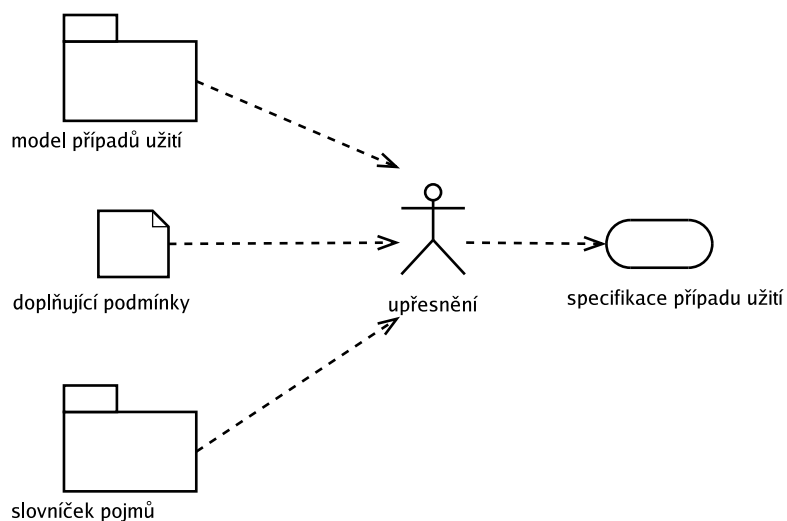 model případů užití
doplňující podmínky
upřesnění
specifikace případu užití
slovníček pojmů